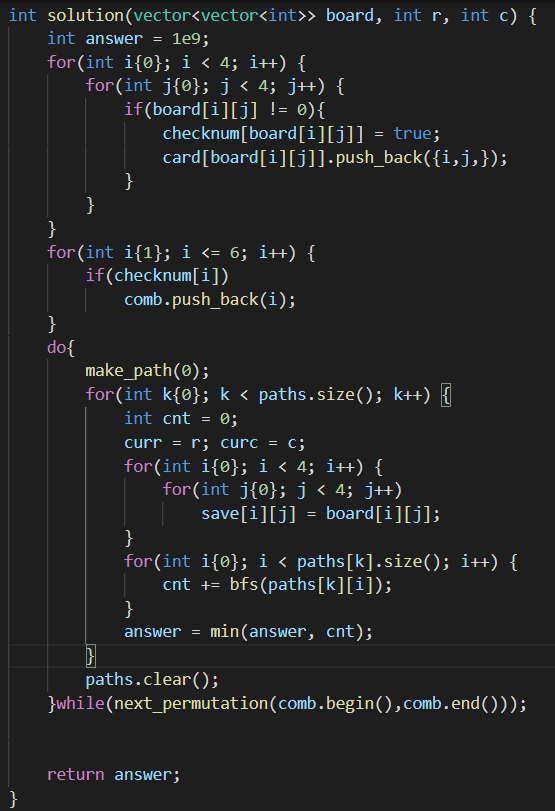 int solution(vector<vector<int>> board, int r, int c) {
    int answer = 1e9;
    for(int i{0}; i < 4; i++) {
        for(int j{0}; j < 4; j++) {
            if(board[i][j] != 0){
                checknum[board[i][j]] = true;
                card[board[i][j]].push_back({i,j,});
            }
        }
    }
    for(int i{1}; i <= 6; i++) {
        if(checknum[i])
            comb.push_back(i);
    }
    do{
        make_path(0);
        for(int k{0}; k < paths.size(); k++) {
            int cnt = 0;
            curr = r; curc = c;
            for(int i{0}; i < 4; i++) {
                for(int j{0}; j < 4; j++)
                    save[i][j] = board[i][j];
            }
            for(int i{0}; i < paths[k].size(); i++) {
                cnt += bfs(paths[k][i]);
            }
            answer = min(answer, cnt);
        }
        paths.clear();
    }while(next_permutation(comb.begin(),comb.end()));


    return answer;
}